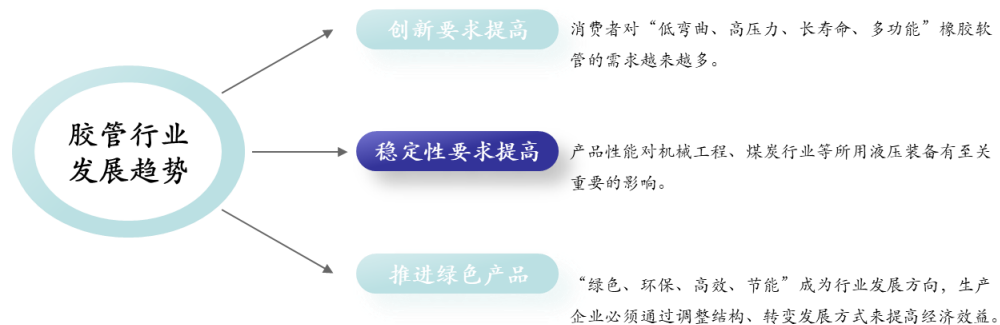 胶管行业
发展趋势
创新要求提高
消费者对“低弯曲、高压力、长寿命、多功能”橡胶软
管的需求越来越多。
稳定性要求提高
产品性能对机械工程、煤炭行业等所用液压装备有至关
重要的影响。
推进绿色产品
“绿色、环保、高效、节能”成为行业发展方向，生产
企业必须通过调整结构、转变发展方式来提高经济效益。